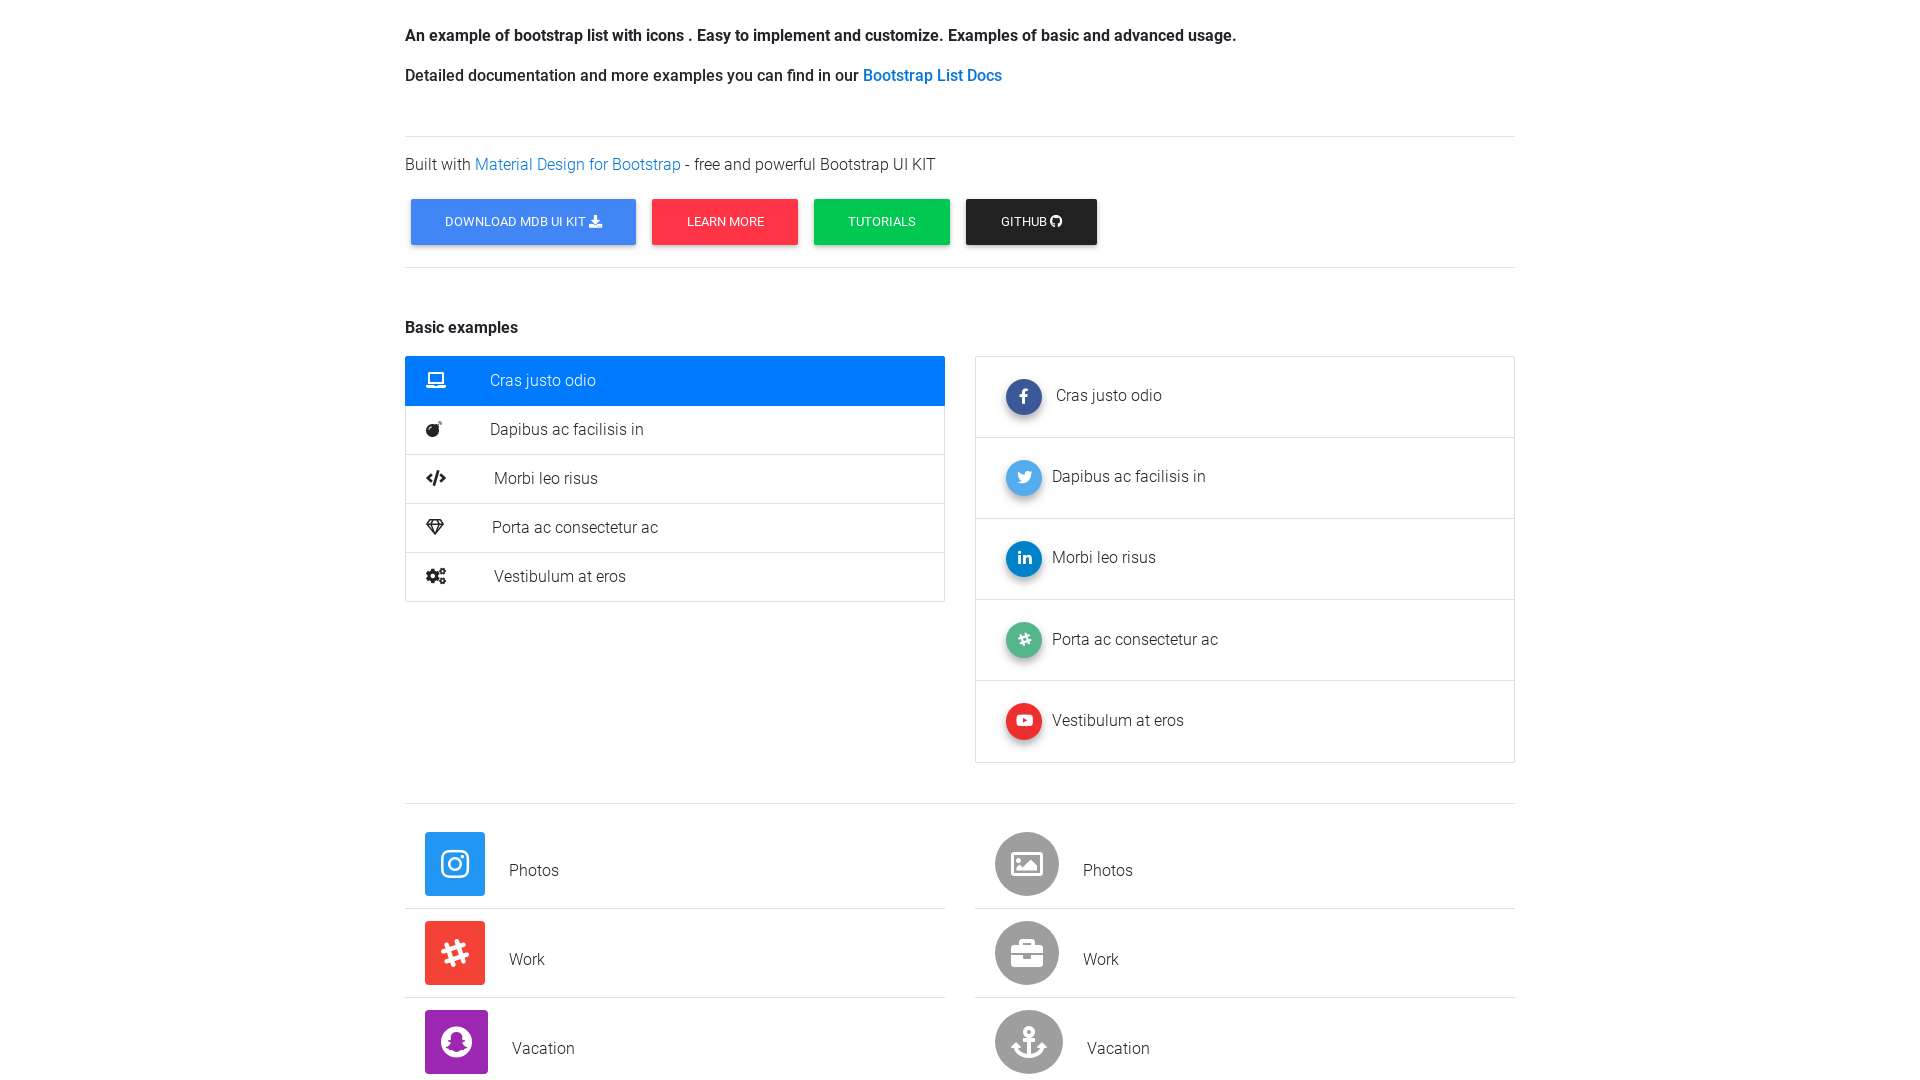 An example of bootstrap list with icons . Easy to implement and customize. Examples of basic and advanced usage.
Detailed documentation and more examples you can find in our Bootstrap List Docs
Built with Material Design for Bootstrap - free and powerful Bootstrap UI KIT
DOWNLOAD MDB UI KIT
LEARN MORE
TUTORIALS
GITHUB
Basic examples
Cras justo odio
Dapibus ac facilisis in
Morbi leo risus
Porta ac consectetur ac
Vestibulum at eros
Cras justo odio
Dapibus ac facilisis in
Morbi leo risus
Porta ac consectetur ac
Vestibulum at eros
Photos
Work
Vacation
Photos
Work
Vacation